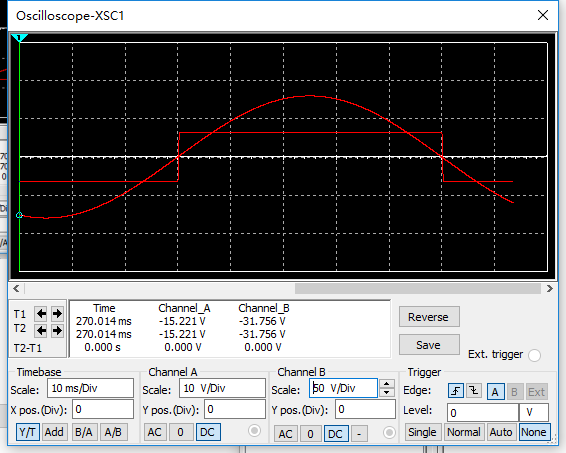 Oscilloscope-XSC1
1
T1
T2
T2-T1
Time Channel_A Channel_B
270.014 ms -15.221 V -31.756 V
270.014 ms -15.221 V -31.756 V
0.000 s 0.000 V 0.000 V
Reverse
Save
Ext. trigger
Timebase
Scale: 10 ms/Div
X pos.(Div): 0
Y/T Add B/A A/B
Channel A
Scale: 10 V/Div
Y pos.(Div): 0
AC 0 DC
Channel B
Scale: 50 V/Div
Y pos.(Div): 0
AC 0 DC -
Trigger
Edge: A B Ext
Level: 0 V
Single Normal Auto None